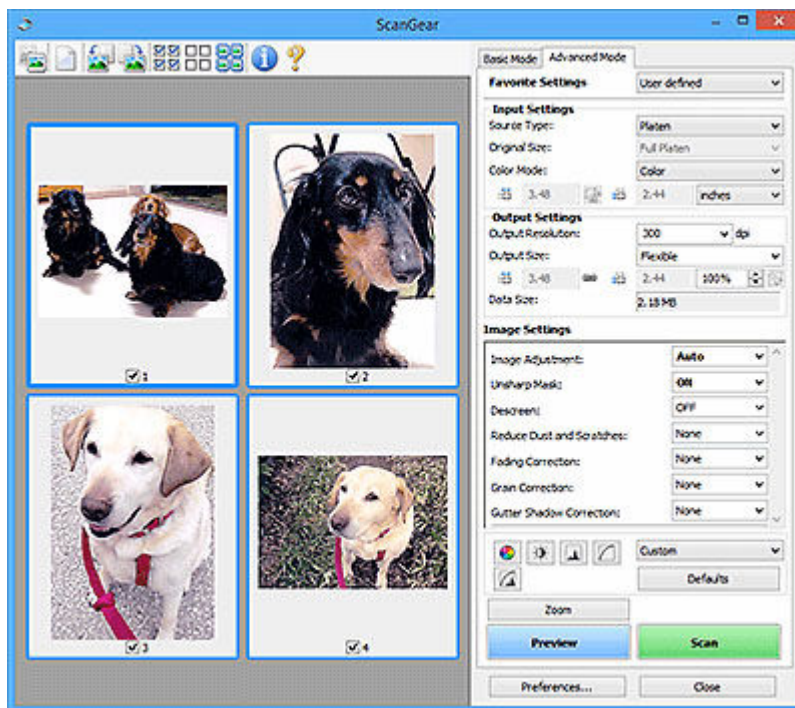 ScanGear
Basic Mode Advanced Mode
Favorite Settings User defined
Input Settings
Source Type: Platen
Original Size: Full Platen
Color Mode: Color
3.48 2.44 inches
Output Settings
Output Resolution: 300 dpi
Output Size: Flexible
3.48 2.44 100%
Data Size: 2.18 MB
Image Settings
Image Adjustment: Auto
Unsharp Mask: ON
Descreen: OFF
Reduce Dust and Scratches: None
Fading Correction: None
Grain Correction: None
Gutter Shadow Correction: None
Custom
Defaults
Zoom
Preview Scan
Preferences... Close
1
2
3
4